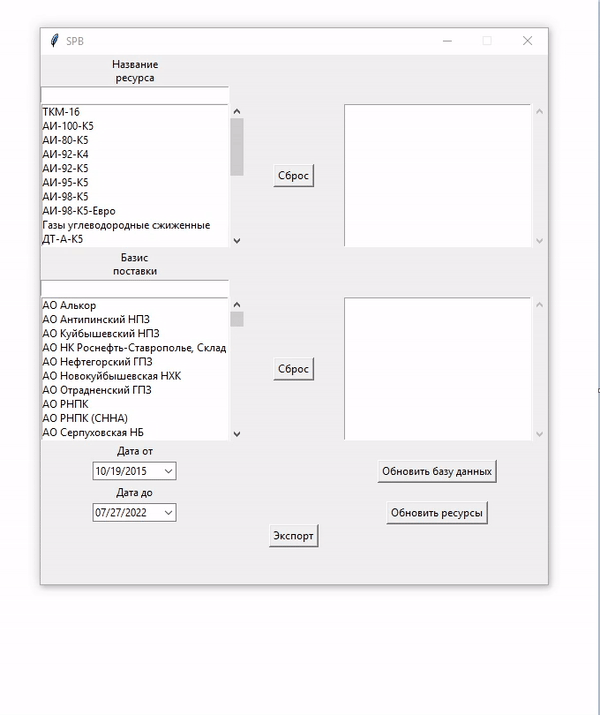 SPB
Название
ресурса
ТКМ-16
АИ-100-К5
АИ-80-К5
АИ-92-К4
АИ-92-К5
АИ-95-К5
АИ-98-К5
АИ-98-К5-Евро
Газы углеводородные сжиженные
ДТ-А-К5
Сброс
Базис
поставки
АО Алькор
АО Антипинский НПЗ
АО Куйбышевский НПЗ
АО НК Роснефть-Ставрополье, Склад
АО Нефтегорский ГПЗ
АО Новокуйбышевская НХК
АО Отрадненский ГПЗ
АО РНПК
АО РНПК (СННА)
АО Серпуховская НБ
Сброс
Дата от
10/19/2015
Обновить базу данных
Дата до
07/27/2022
Обновить ресурсы
Экспорт